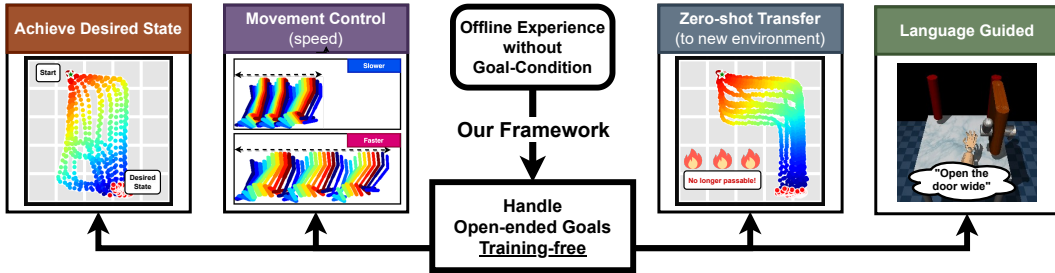 Achieve Desired State
Start
Desired
State
Movement Control
(speed)
Slower
Faster
Offline Experience
without
Goal-Condition
Our Framework
Handle
Open-ended Goals
Training-free
Zero-shot Transfer
(to new environment)
No longer passable!
Language Guided
"Open the
door wide"